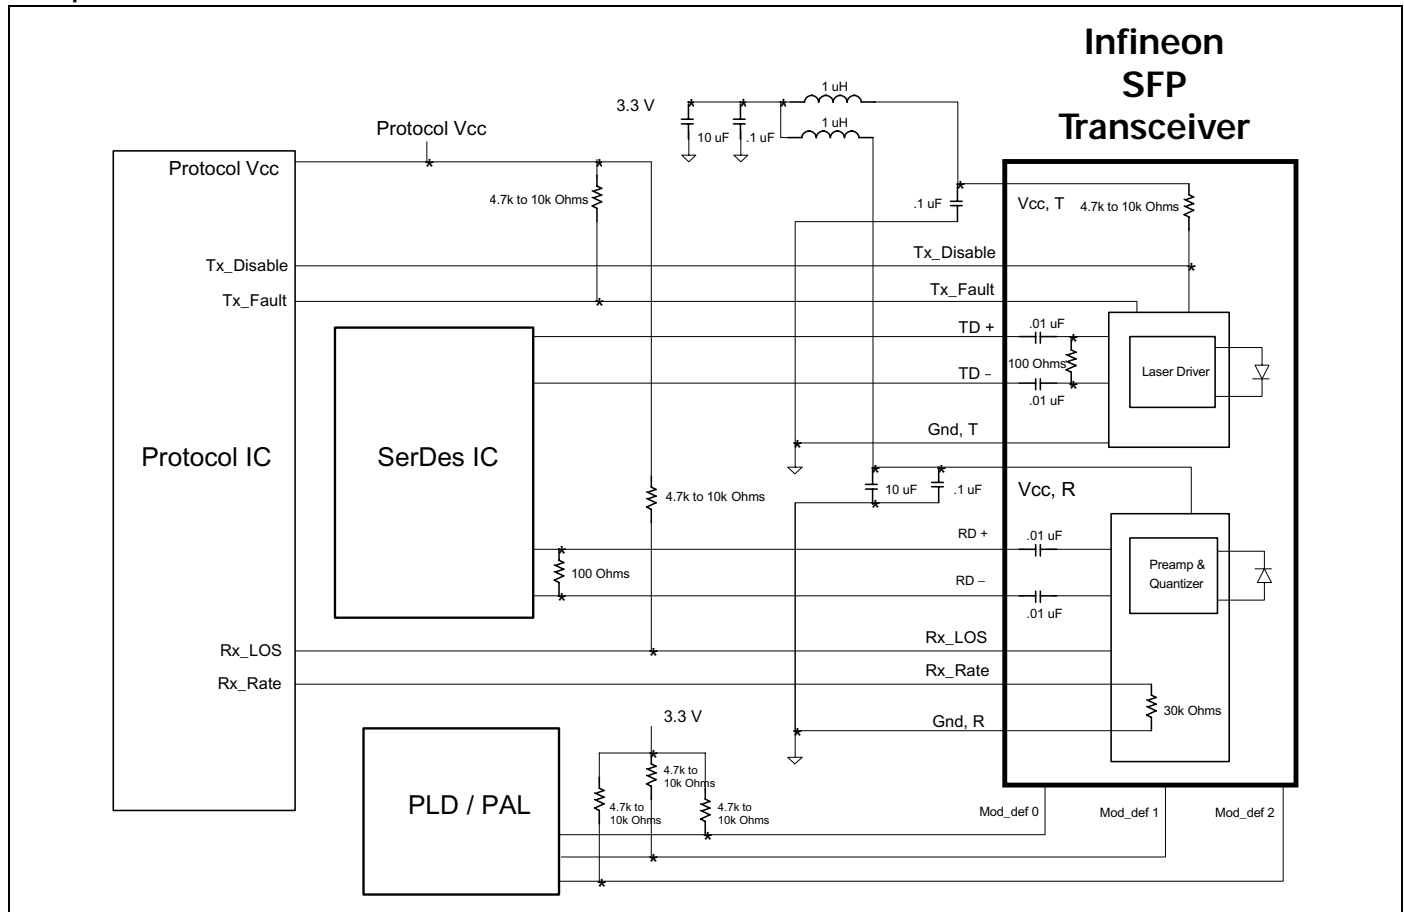 Infineon
SFP
Transceiver
1 uH
3.3 V
1 uH
Protocol Vcc
10 uF
.1 uF
Protocol Vcc
4.7k to 10k Ohms
.1 uF
Vcc, T
4.7k to 10k Ohms
Tx_Disable
Tx_Disable
Tx_Fault
Tx_Fault
TD +
.01 uF
100 Ohms
Laser Driver
TD –
.01 uF
Gnd, T
Protocol IC
SerDes IC
4.7k to 10k Ohms
10 uF
.1 uF
Vcc, R
RD +
.01 uF
100 Ohms
Preamp &
Quantizer
RD –
.01 uF
Rx_LOS
Rx_LOS
Rx_Rate
Rx_Rate
30k Ohms
Gnd, R
3.3 V
4.7k to
10k Ohms
PLD / PAL
4.7k to
10k Ohms
4.7k to
10k Ohms
Mod_def 0
Mod_def 1
Mod_def 2